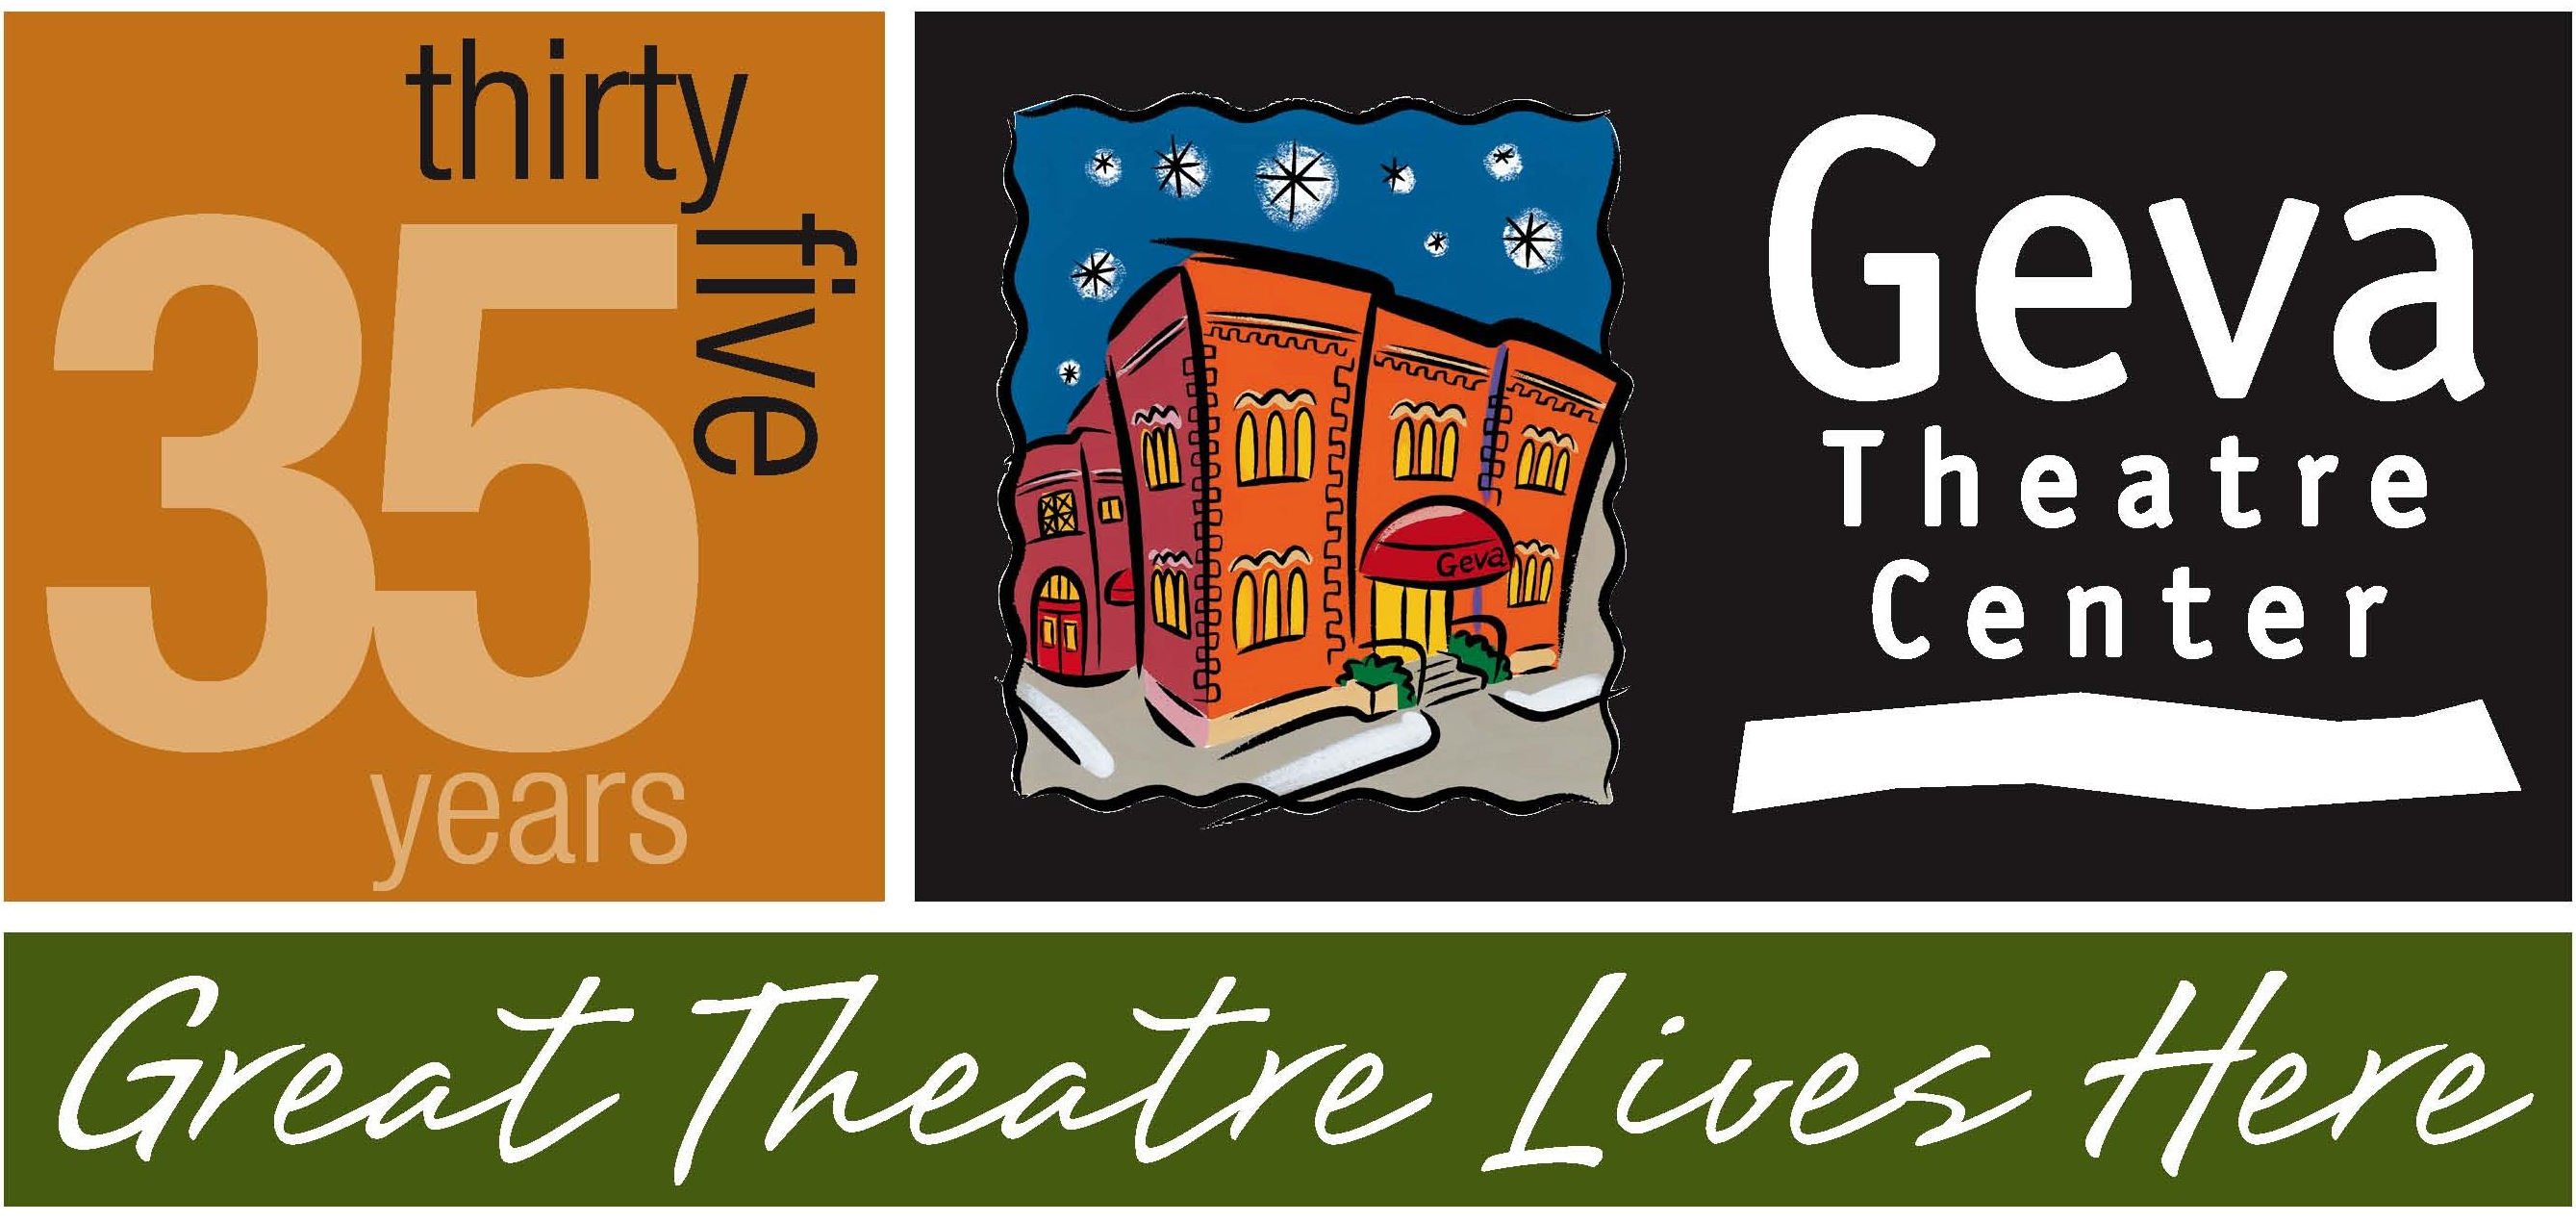 thirty
five
35
years
Geva
Theatre
Center
Geva
Great Theatre Lives Here